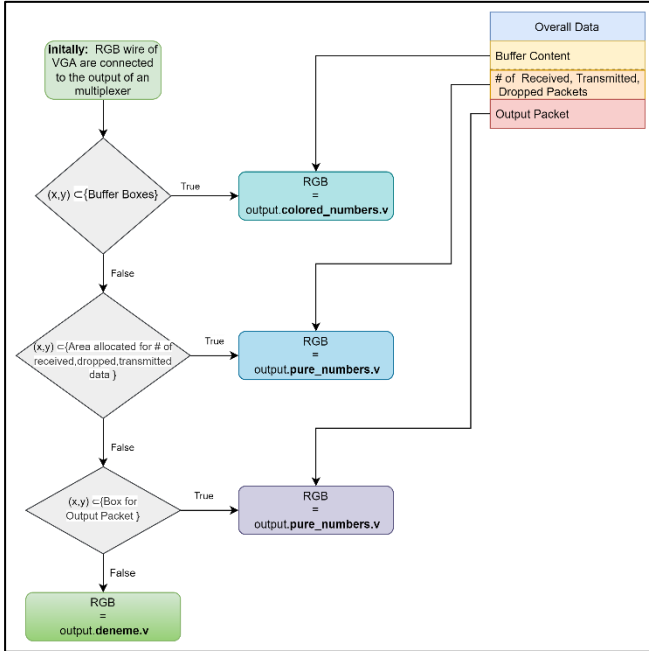 İnitally: RGB wire of
VGA are connected
to the output of an
multiplexer
Overall Data
Buffer Content
# of Received, Transmitted,
Dropped Packets
Output Packet
(x,y) ⊂{Buffer Boxes}
True
RGB
=
output.colored_numbers.v
False
(x,y) ⊂{Area allocated for # of
received,dropped,transmitted
data }
True
RGB
=
output.pure_numbers.v
False
(x,y) ⊂{Box for
Output Packet }
True
RGB
=
output.pure_numbers.v
False
RGB
=
output.deneme.v